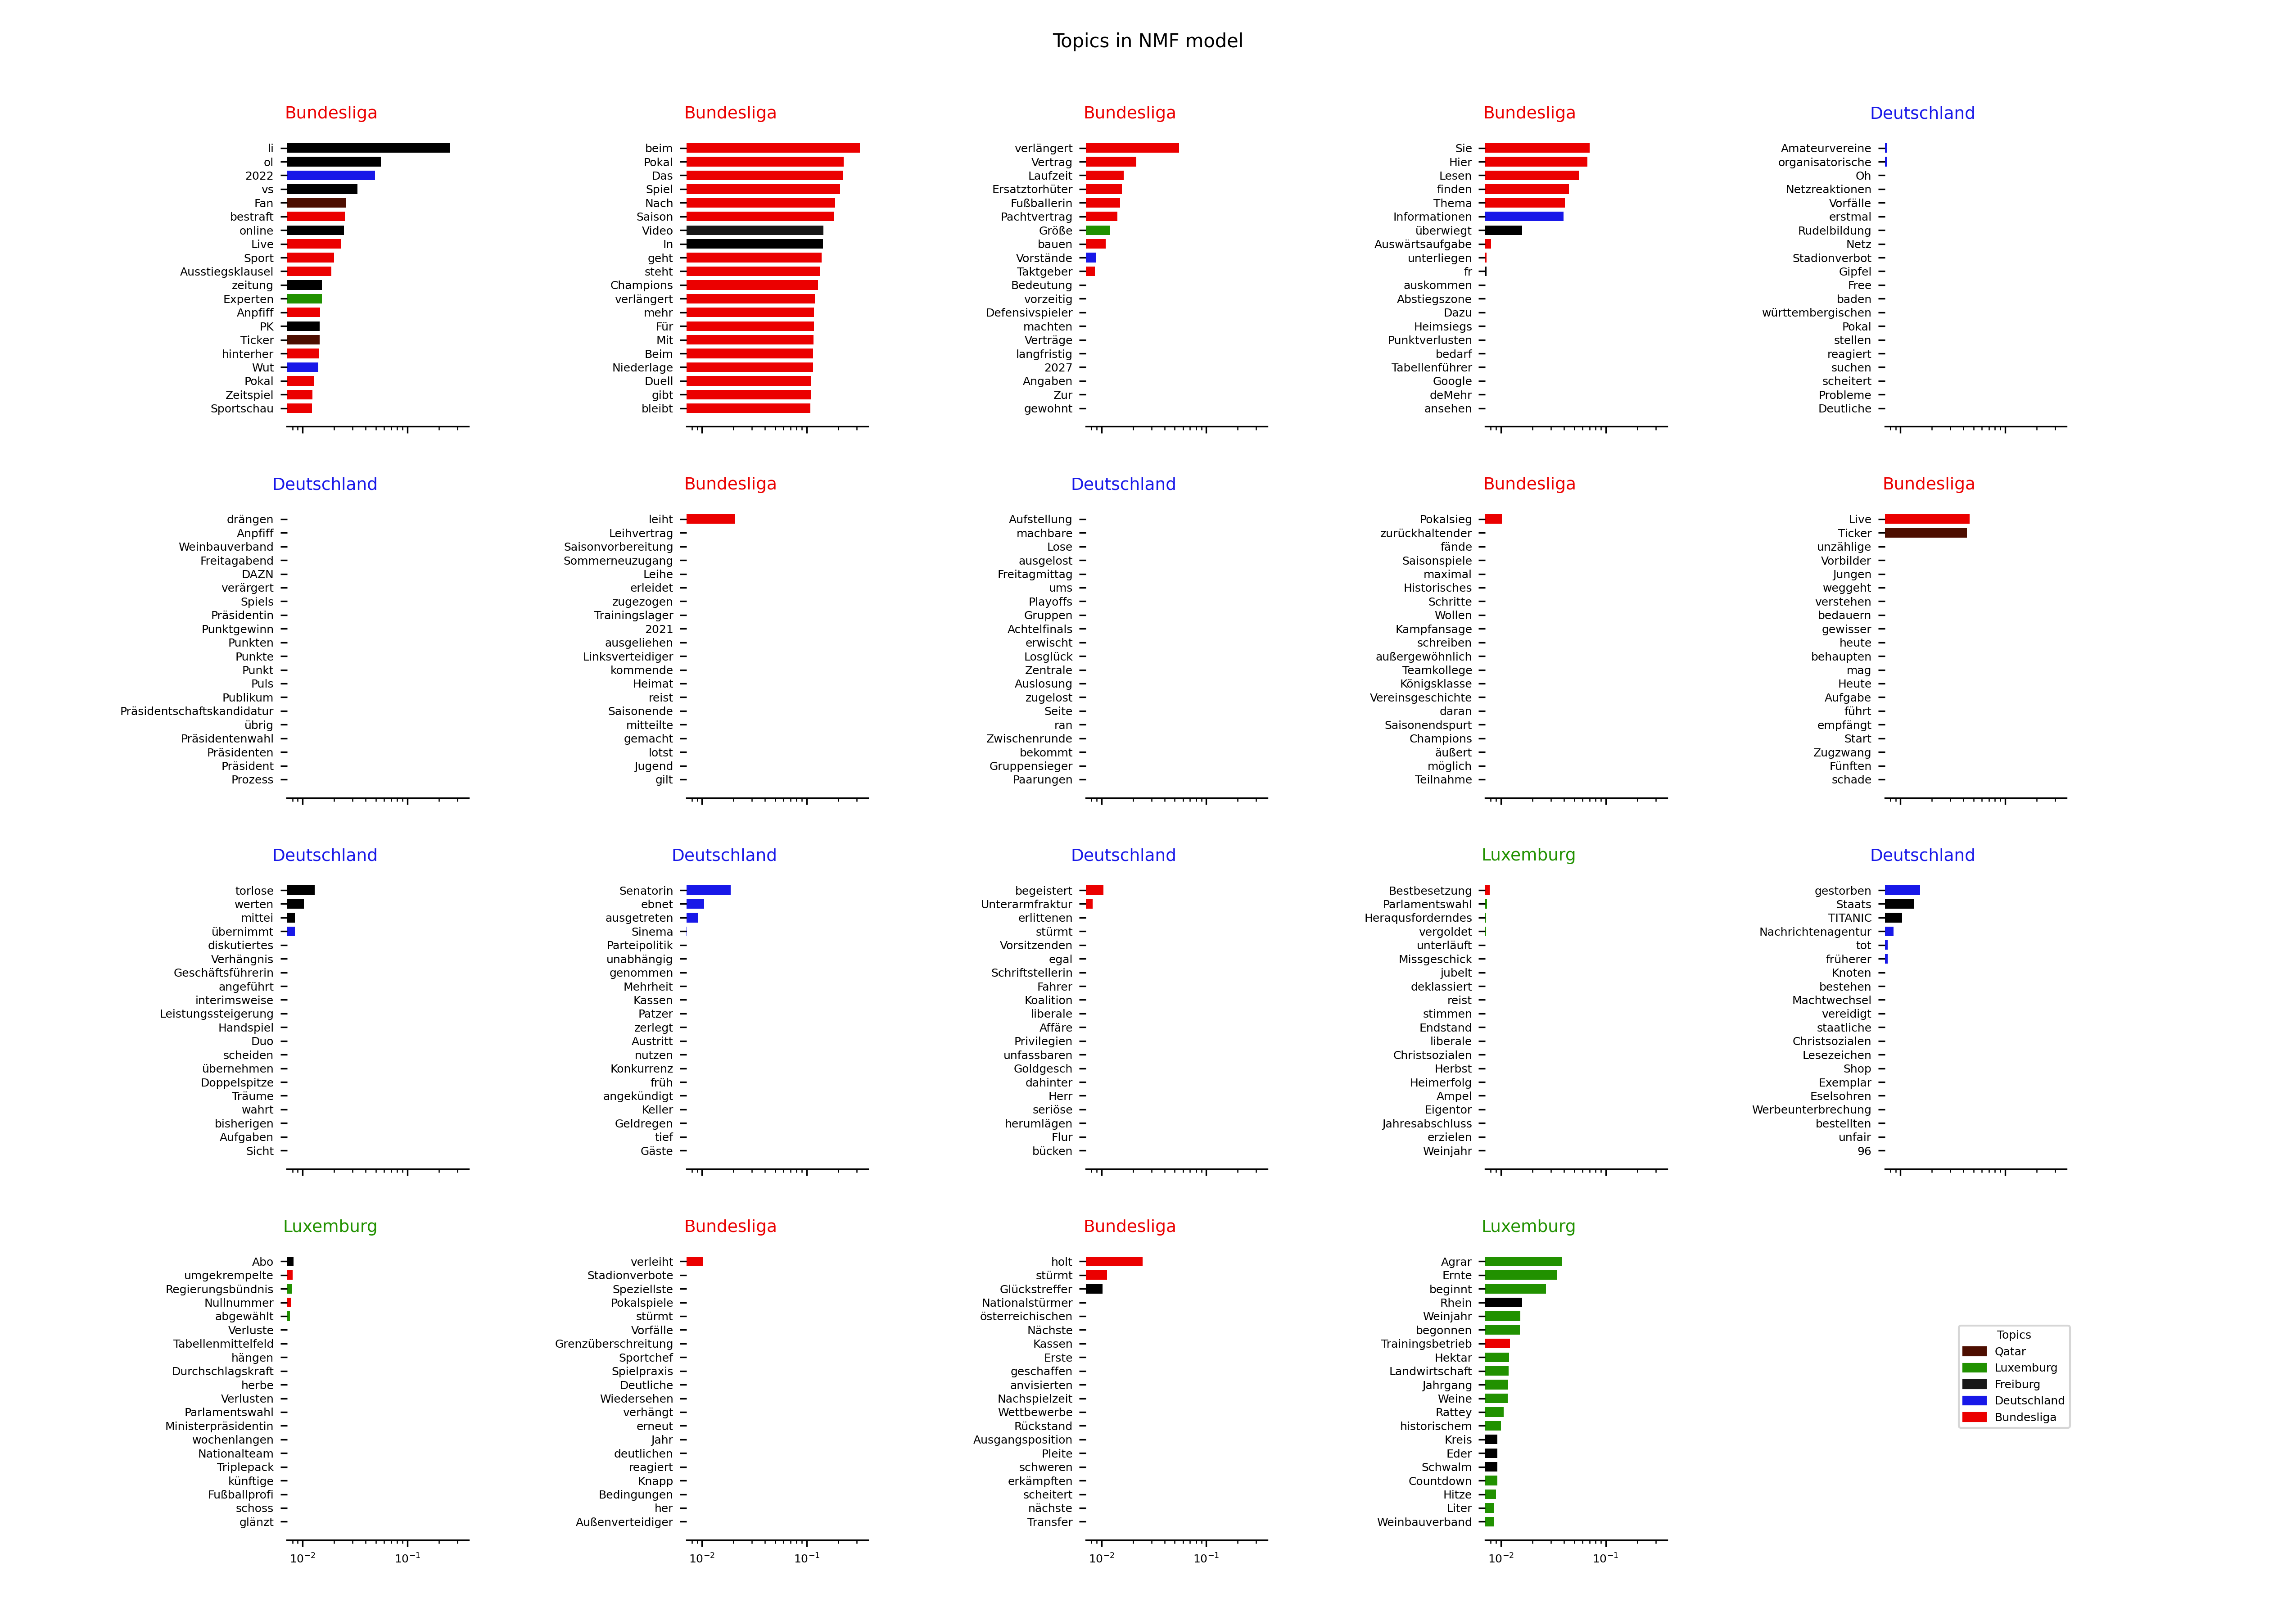 Topics in NMF model
Bundesliga
li
ol
2022
vs
Fan
bestraft
online
Live
Sport
Ausstiegsklausel
zeitung
Experten
Anpfiff
PK
Ticker
hinterher
Wut
Pokal
Zeitspiel
Sportschau
Bundesliga
beim
Pokal
Das
Spiel
Nach
Saison
Video
In
geht
steht
Champions
verlängert
mehr
Für
Mit
Beim
Niederlage
Duell
gibt
bleibt
Bundesliga
verlängert
Vertrag
Laufzeit
Ersatztorhüter
Fußballerin
Pachtvertrag
Größe
bauen
Vorstände
Taktgeber
Bedeutung
vorzeitig
Defensivspieler
machten
Verträge
langfristig
2027
Angaben
Zur
gewohnt
Bundesliga
Sie
Hier
Lesen
finden
Thema
Informationen
überwiegt
Auswärtsaufgabe
unterliegen
fr
auskommen
Abstiegszone
Dazu
Heimsiegs
Punktverlusten
bedarf
Tabellenführer
Google
deMehr
ansehen
Deutschland
Amateurvereine
organisatorische
Oh
Netzreaktionen
Vorfälle
erstmal
Rudelbildung
Netz
Stadionverbot
Gipfel
Free
baden
württembergischen
Pokal
stellen
reagiert
suchen
scheitert
Probleme
Deutliche
Deutschland
drängen
Anpfiff
Weinbauverband
Freitagabend
DAZN
verärgert
Spiels
Präsidentin
Punktgewinn
Punkten
Punkte
Punkt
Puls
Publikum
Präsidentschaftskandidatur
übrig
Präsidentenwahl
Präsidenten
Präsident
Prozess
Bundesliga
leiht
Leihvertrag
Saisonvorbereitung
Sommerneuzugang
Leihe
erleidet
zugezogen
Trainingslager
2021
ausgeliehen
Linksverteidiger
kommende
Heimat
reist
Saisonende
mitteilte
gemacht
lotst
Jugend
gilt
Deutschland
Aufstellung
machbare
Lose
ausgelost
Freitagmittag
ums
Playoffs
Gruppen
Achtelfinals
erwischt
Losglück
Zentrale
Auslosung
zugelost
Seite
ran
Zwischenrunde
bekommt
Gruppensieger
Paarungen
Bundesliga
Pokalsieg
zurückhaltender
fände
Saisonspiele
maximal
Historisches
Schritte
Wollen
Kampfansage
schreiben
außergewöhnlich
Teamkollege
Königsklasse
Vereinsgeschichte
daran
Saisonendspurt
Champions
äußert
möglich
Teilnahme
Bundesliga
Live
Ticker
unzählige
Vorbilder
Jungen
weggeht
verstehen
bedauern
gewisser
heute
behaupten
mag
Heute
Aufgabe
führt
empfängt
Start
Zugzwang
Fünften
schade
Deutschland
torlose
werten
mittei
übernimmt
diskutiertes
Verhängnis
Geschäftsführerin
angeführt
interimsweise
Leistungssteigerung
Handspiel
Duo
scheiden
übernehmen
Doppelspitze
Träume
wahrt
bisherigen
Aufgaben
Sicht
Deutschland
Senatorin
ebnet
ausgetreten
Sinema
Parteipolitik
unabhängig
genommen
Mehrheit
Kassen
Patzer
zerlegt
Austritt
nutzen
Konkurrenz
früh
angekündigt
Keller
Geldregen
tief
Gäste
Deutschland
begeistert
Unterarmfraktur
erlittenen
stürmt
Vorsitzenden
egal
Schriftstellerin
Fahrer
Koalition
liberale
Affäre
Privilegien
unfassbaren
Goldgesch
dahinter
Herr
seriöse
herumlägen
Flur
bücken
Luxemburg
Bestbesetzung
Parlamentswahl
Heraqusforderndes
vergoldet
unterläuft
Missgeschick
jubelt
deklassiert
reist
stimmen
Endstand
liberale
Christsozialen
Herbst
Heimerfolg
Ampel
Eigentor
Jahresabschluss
erzielen
Weinjahr
Deutschland
gestorben
Staats
TITANIC
Nachrichtenagentur
tot
früherer
Knoten
bestehen
Machtwechsel
vereidigt
staatliche
Christsozialen
Lesezeichen
Shop
Exemplar
Eselsohren
Werbeunterbrechung
bestellten
unfair
96
Luxemburg
Abo
umgekrempelte
Regierungsbündnis
Nullnummer
abgewählt
Verluste
Tabellenmittelfeld
hängen
Durchschlagskraft
herbe
Verlusten
Parlamentswahl
Ministerpräsidentin
wochenlangen
Nationalteam
Triplepack
künftige
Fußballprofi
schoss
glänzt
10⁻² 10⁻¹
Bundesliga
verleiht
Stadionverbote
Speziellste
Pokalspiele
stürmt
Vorfälle
Grenzüberschreitung
Sportchef
Spielpraxis
Deutliche
Wiedersehen
verhängt
erneut
Jahr
deutlichen
reagiert
Knapp
Bedingungen
her
Außenverteidiger
10⁻² 10⁻¹
Bundesliga
holt
stürmt
Glückstreffer
Nationalstürmer
österreichischen
Nächste
Kassen
Erste
geschaffen
anvisierten
Nachspielzeit
Wettbewerbe
Rückstand
Ausgangsposition
Pleite
schweren
erkämpften
scheitert
nächste
Transfer
10⁻² 10⁻¹
Luxemburg
Agrar
Ernte
beginnt
Rhein
Weinjahr
begonnen
Trainingsbetrieb
Hektar
Landwirtschaft
Jahrgang
Weine
Rattey
historischem
Kreis
Eder
Schwalm
Countdown
Hitze
Liter
Weinbauverband
10⁻² 10⁻¹
Topics
Qatar
Luxemburg
Freiburg
Deutschland
Bundesliga